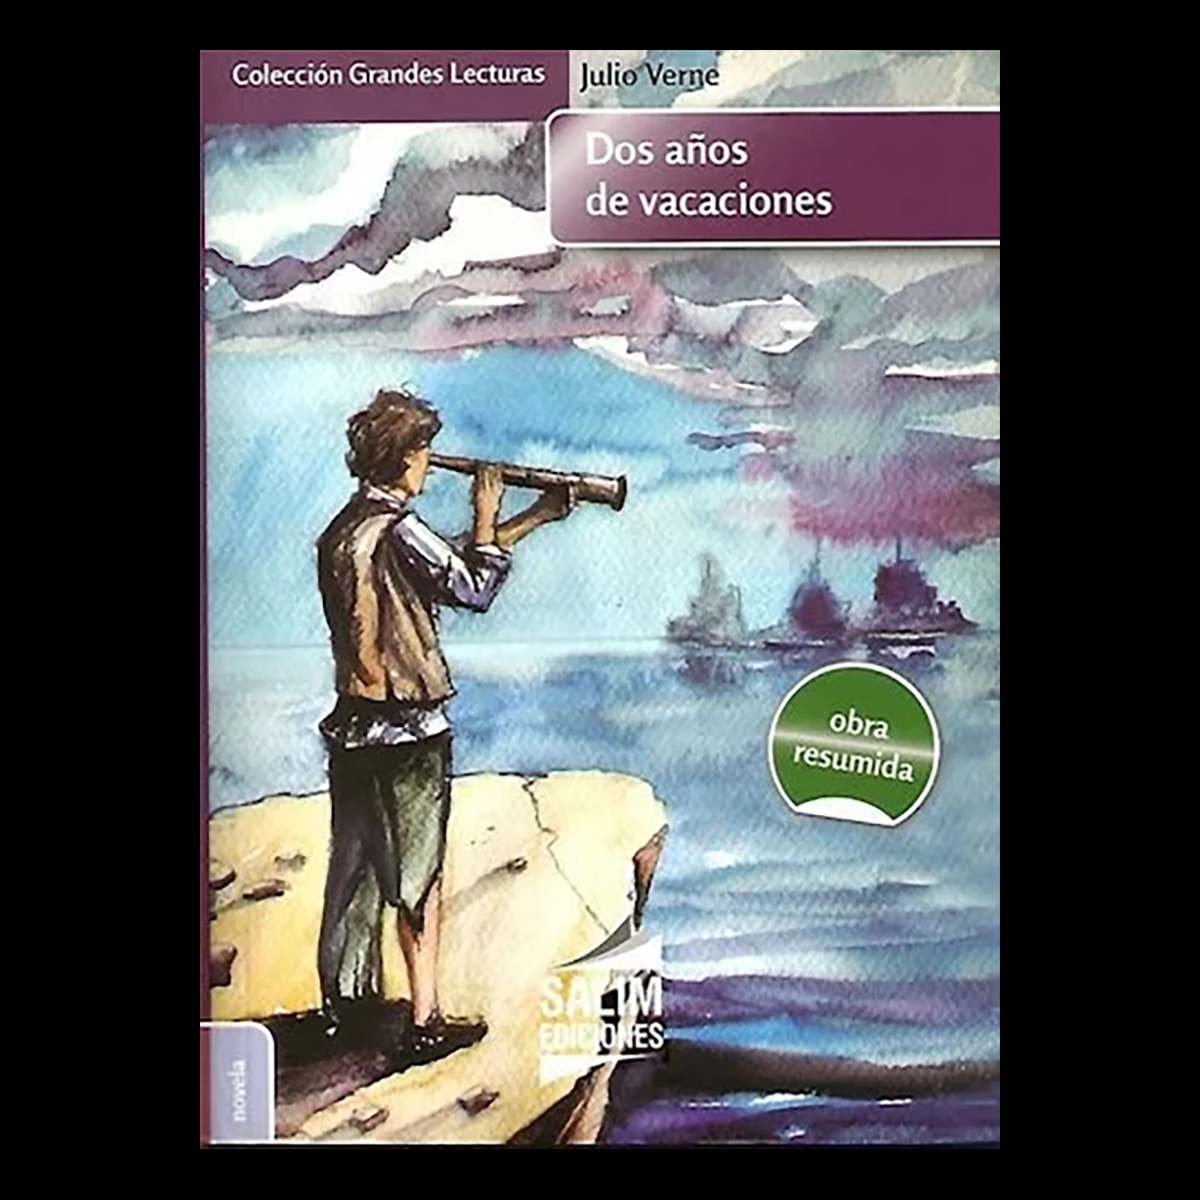 Colección Grandes Lecturas
Julio Verne
Dos años
de vacaciones
obra
resumida
SALIM
EDICIONES
novela